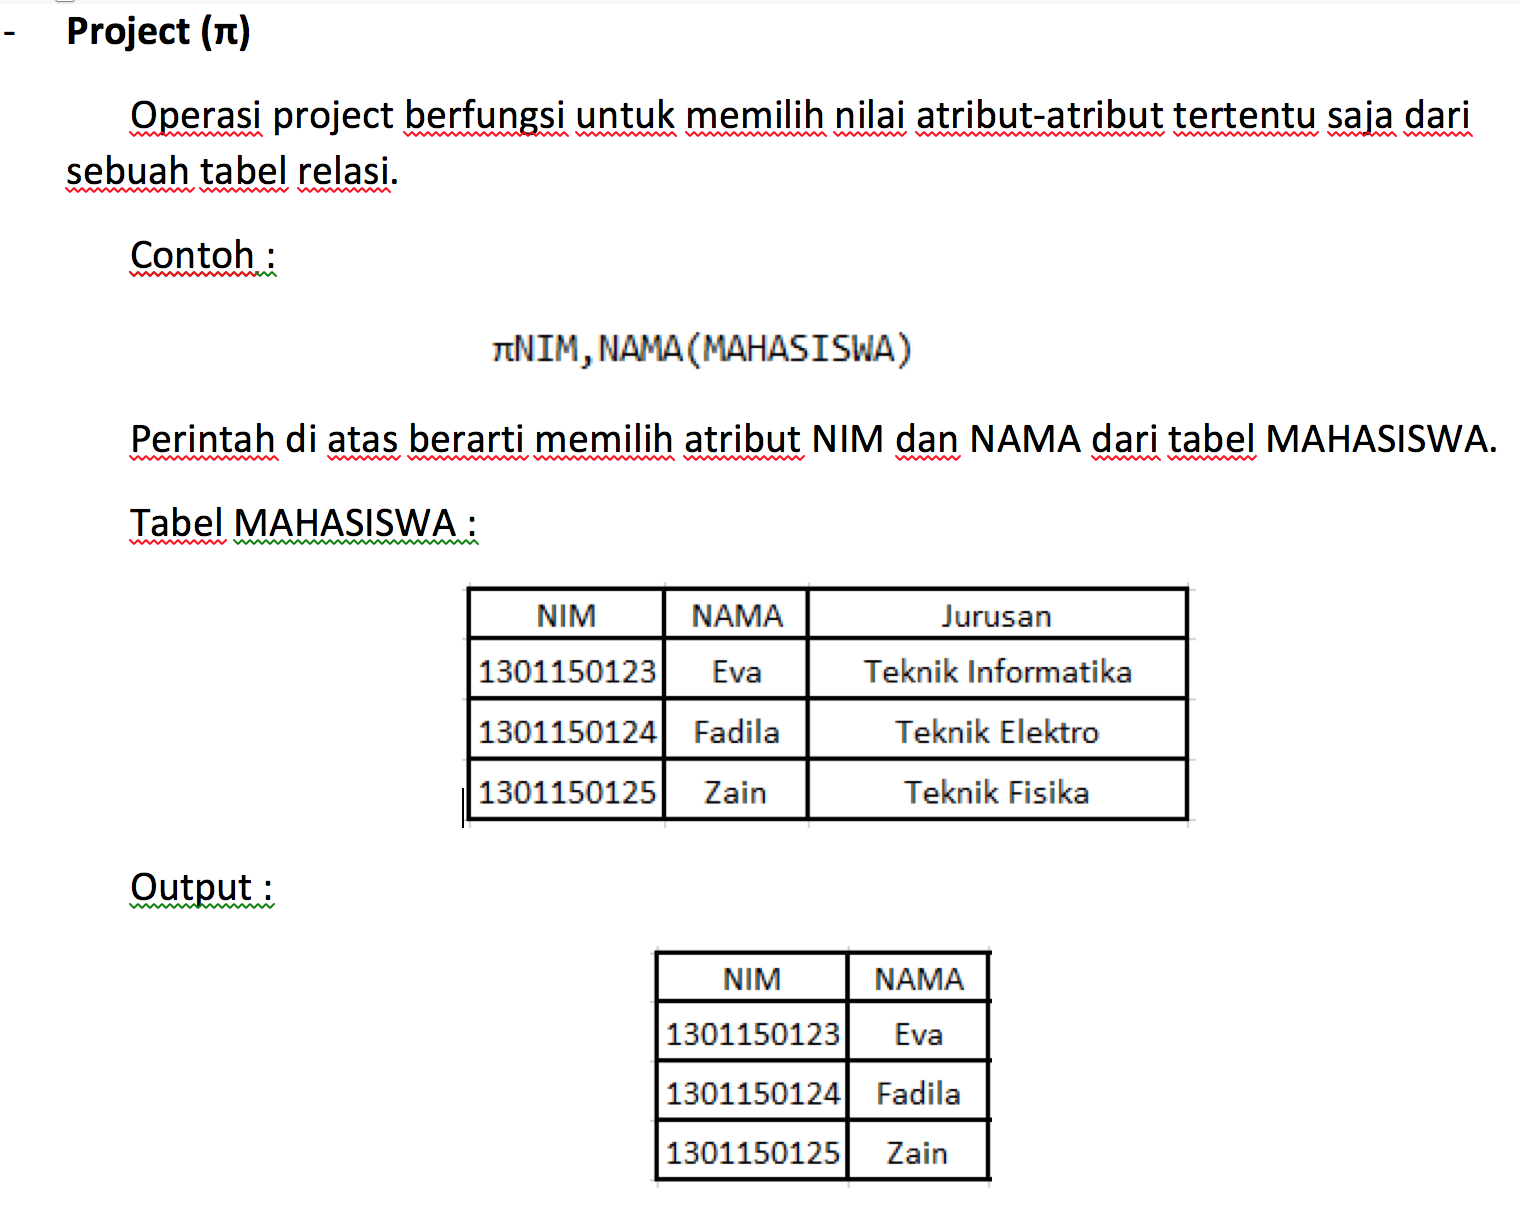 - Project (π)
Operasi project berfungsi untuk memilih nilai atribut-atribut tertentu saja dari
sebuah tabel relasi.
Contoh :
πNIM,NAMA(MAHASISWA)
Perintah di atas berarti memilih atribut NIM dan NAMA dari tabel MAHASISWA.
Tabel MAHASISWA :
NIM NAMA Jurusan
1301150123 Eva Teknik Informatika
1301150124 Fadila Teknik Elektro
1301150125 Zain Teknik Fisika
Output :
NIM NAMA
1301150123 Eva
1301150124 Fadila
1301150125 Zain